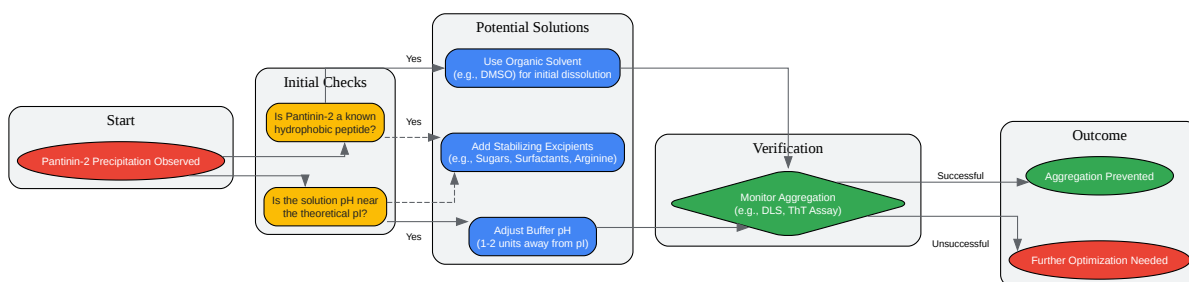 Start
Pantinin-2 Precipitation Observed
Initial Checks
Is Pantinin-2 a known
hydrophobic peptide?
Is the solution pH near
the theoretical pI?
Yes
Yes
Yes
Potential Solutions
Use Organic Solvent
(e.g., DMSO) for initial dissolution
Add Stabilizing Excipients
(e.g., Sugars, Surfactants, Arginine)
Adjust Buffer pH
(1-2 units away from pI)
Verification
Monitor Aggregation
(e.g., DLS, ThT Assay)
Successful
Unsuccessful
Outcome
Aggregation Prevented
Further Optimization Needed